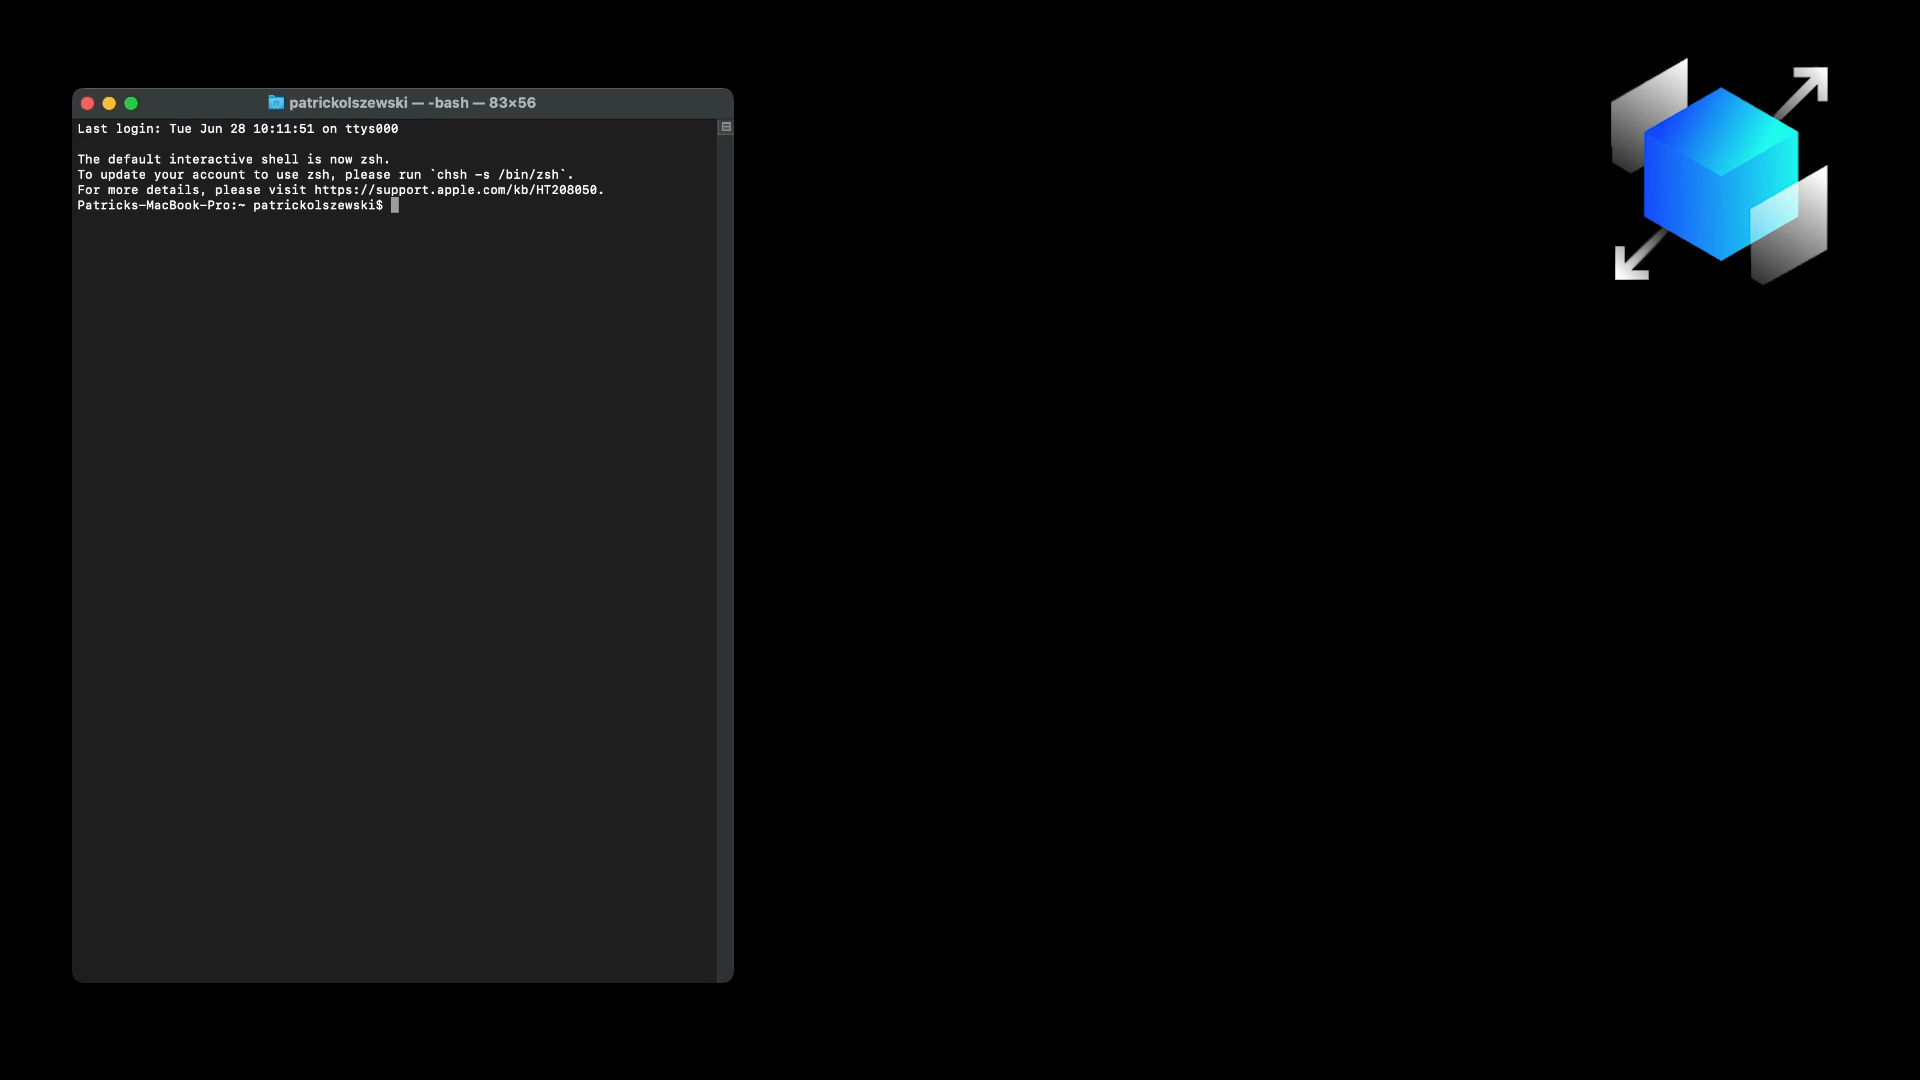 patrickolszewski — -bash — 83×56
Last login: Tue Jun 28 10:11:51 on ttys000
The default interactive shell is now zsh.
To update your account to use zsh, please run `chsh -s /bin/zsh`.
For more details, please visit https://support.apple.com/kb/HT208050.
Patricks-MacBook-Pro:~ patrickolszewski$